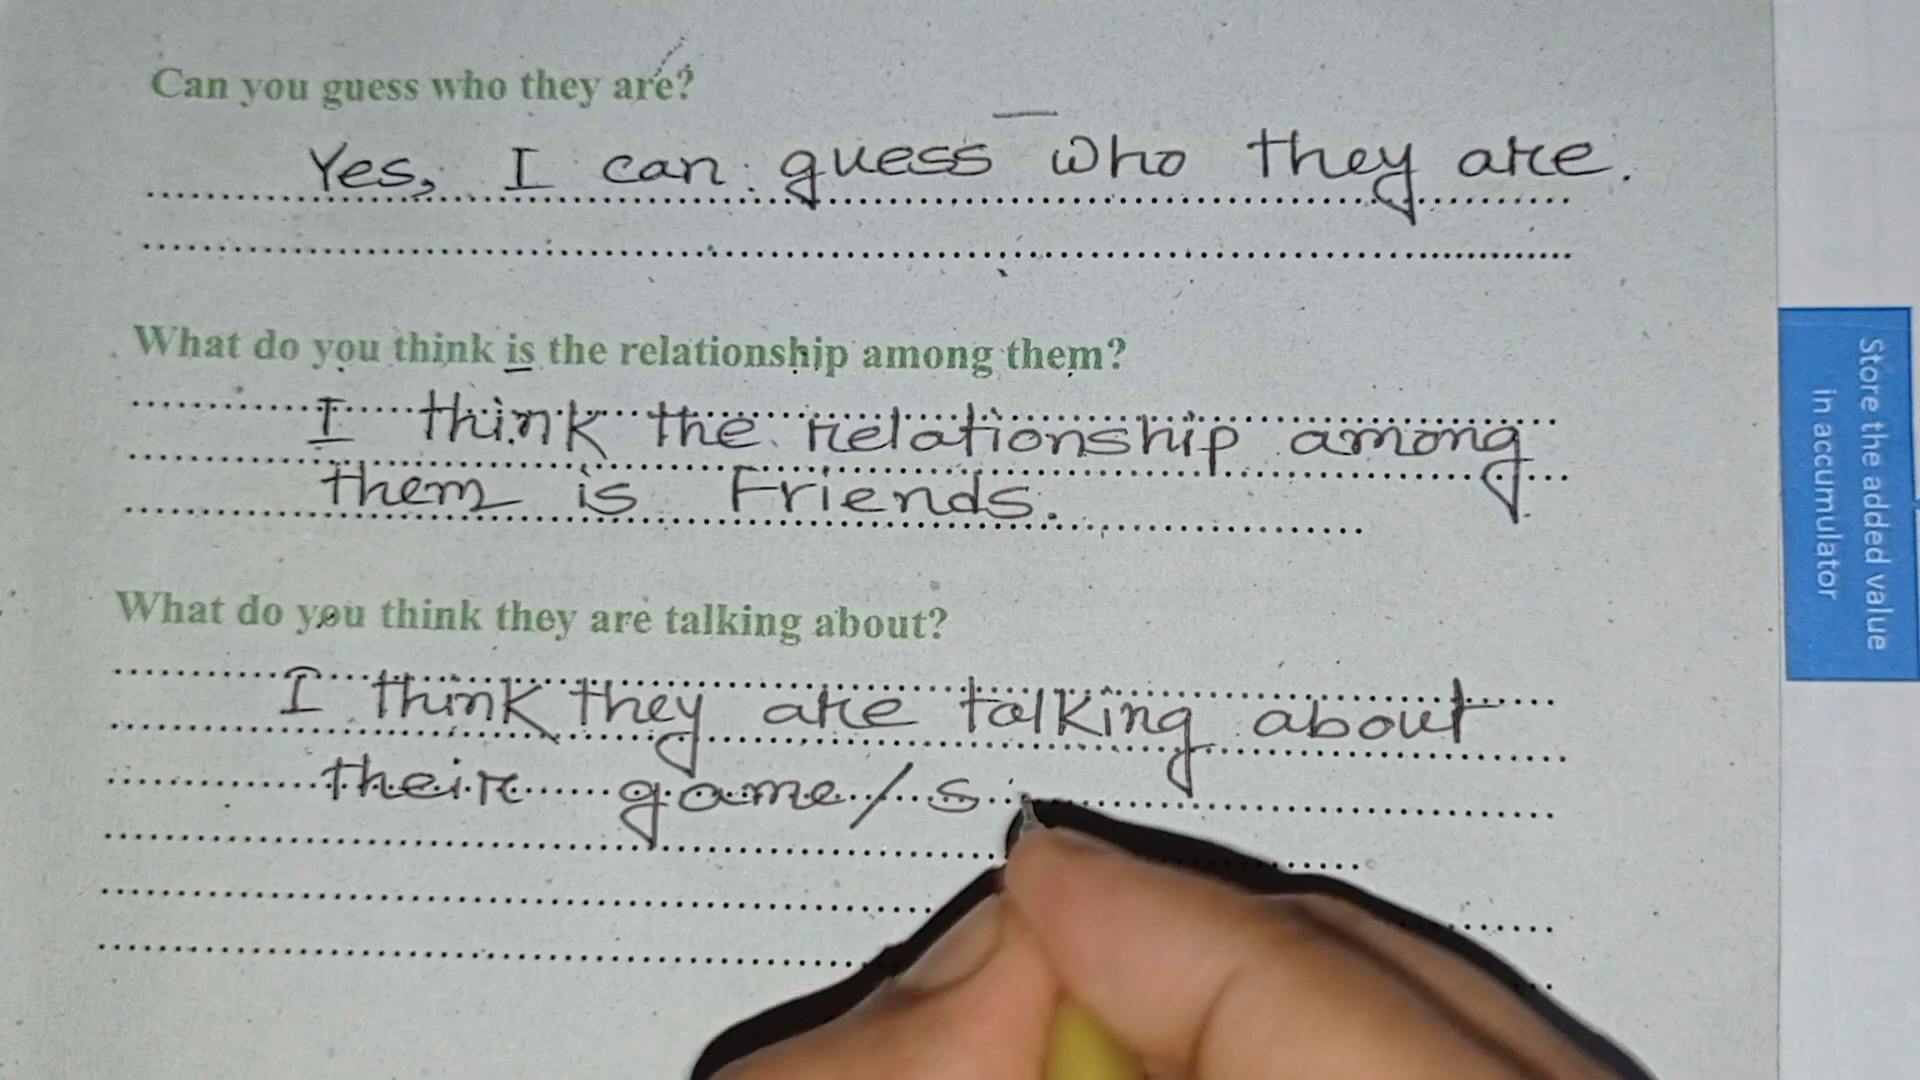 Can you guess who they are?
Yes, I can guess who they are.
What do you think is the relationship among them?
I think the relationship among
them is Friends.
What do you think they are talking about?
I think they are talking about
their game/s
Store the added value
in accumulator